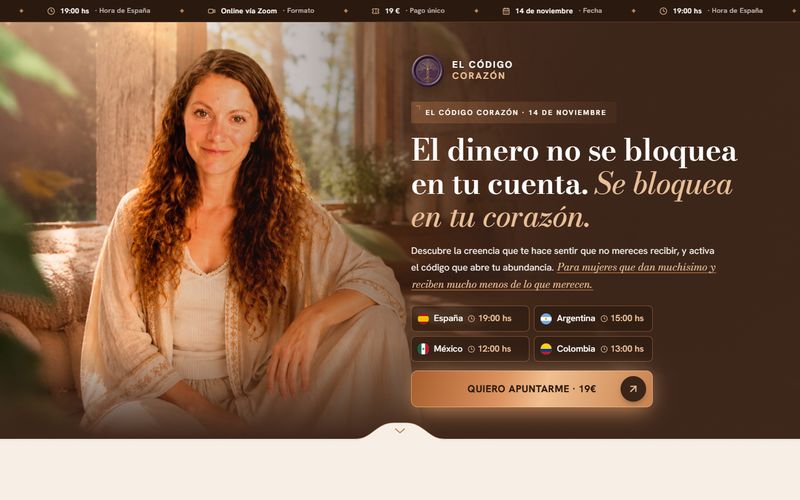 19:00 hs · Hora de España
Online vía Zoom · Formato
19 € · Pago único
14 de noviembre · Fecha
19:00 hs · Hora de España
EL CÓDIGO
CORAZÓN
EL CÓDIGO CORAZÓN · 14 DE NOVIEMBRE
El dinero no se bloquea
en tu cuenta. Se bloquea
en tu corazón.
Descubre la creencia que te hace sentir que no mereces recibir, y activa
el código que abre tu abundancia. Para mujeres que dan muchísimo y
reciben mucho menos de lo que merecen.
España 19:00 hs
Argentina 15:00 hs
México 12:00 hs
Colombia 13:00 hs
QUIERO APUNTARME · 19€